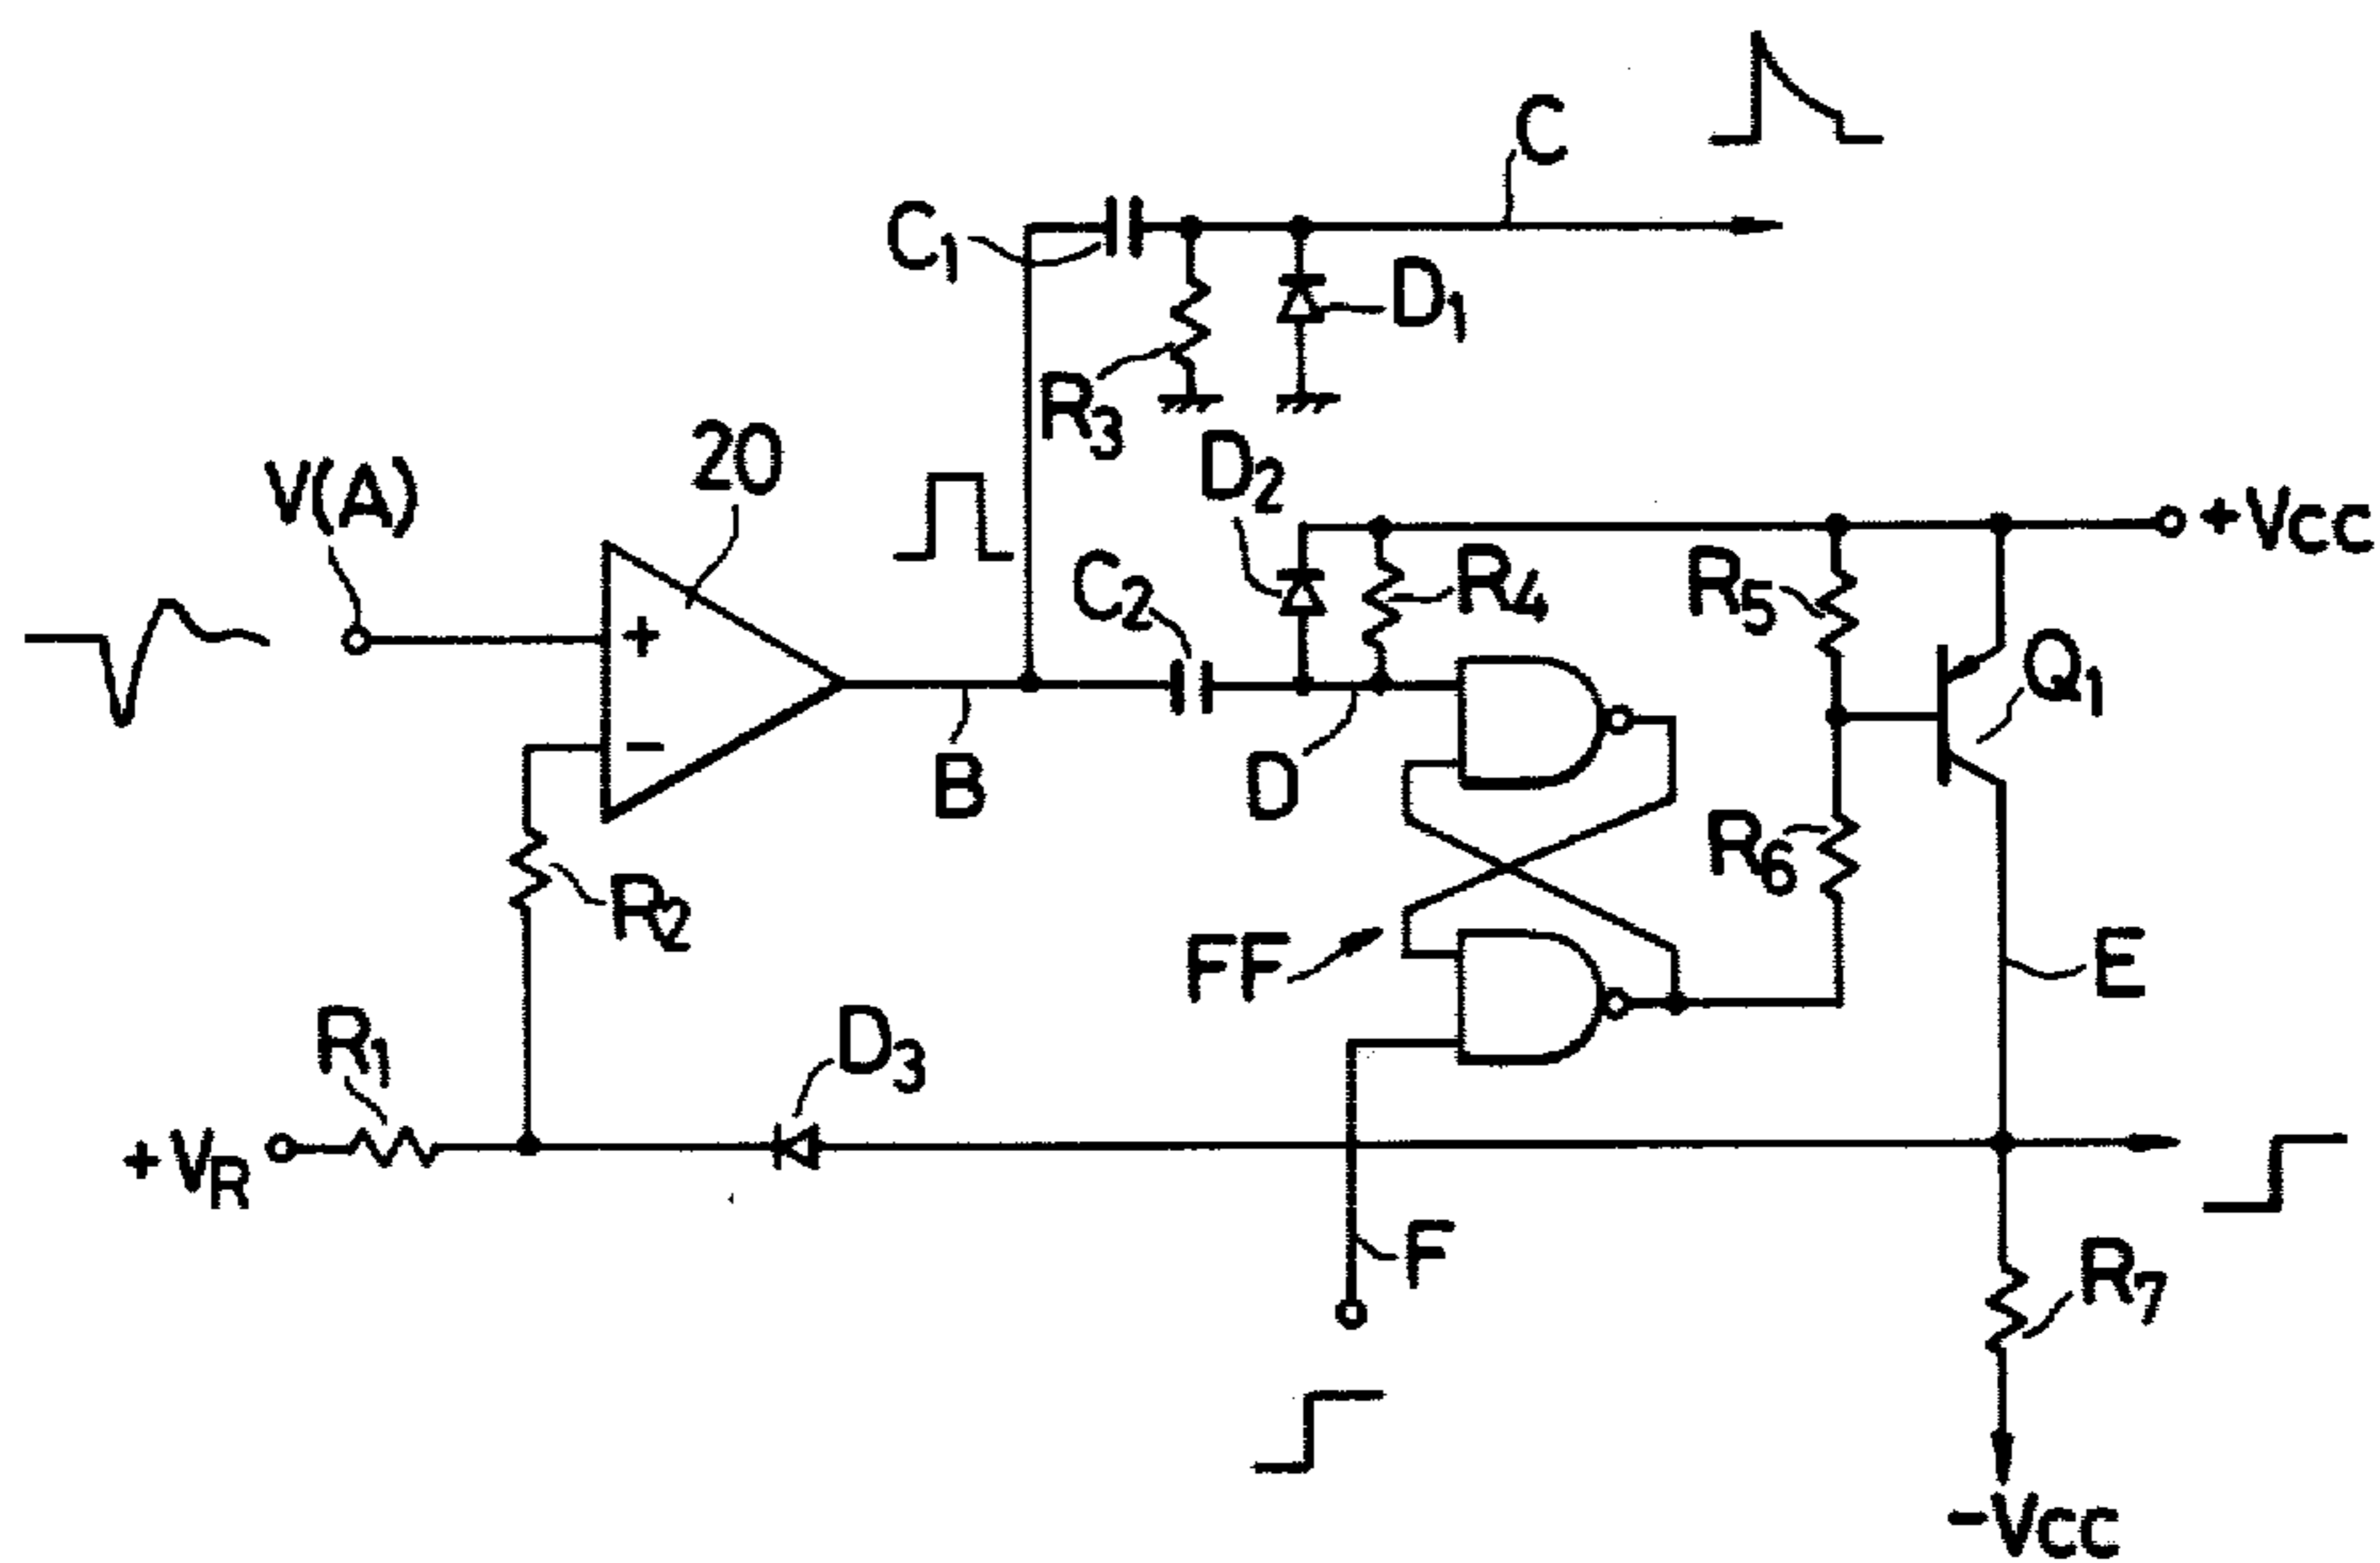 C
C1
D1
R3
20
D2
V(A)
+Vcc
C2
R4
R5
Q1
+
-
B
D
R6
R2
FF
E
R1
D3
+VR
F
R7
-Vcc